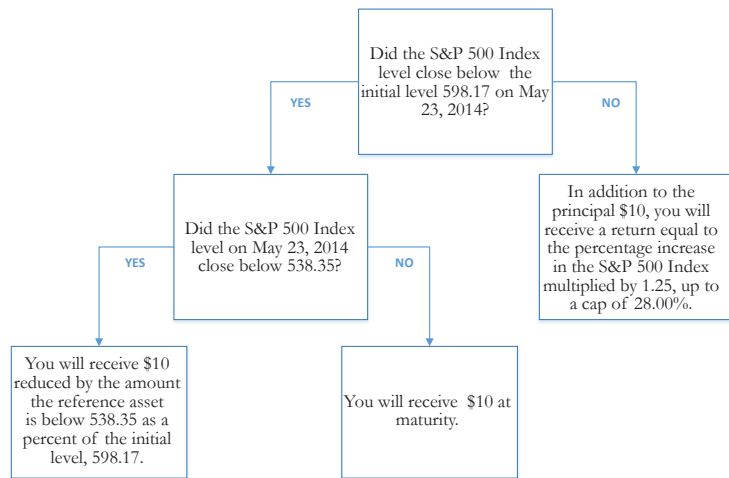 Did the S&P 500 Index
level close below the
initial level 598.17 on May
23, 2014?
YES
NO
Did the S&P 500 Index
level on May 23, 2014
close below 538.35?
In addition to the
principal $10, you will
receive a return equal to
the percentage increase
in the S&P 500 Index
multiplied by 1.25, up to
a cap of 28.00%.
YES
NO
You will receive $10
reduced by the amount
the reference asset
is below 538.35 as a
percent of the initial
level, 598.17.
You will receive $10 at
maturity.